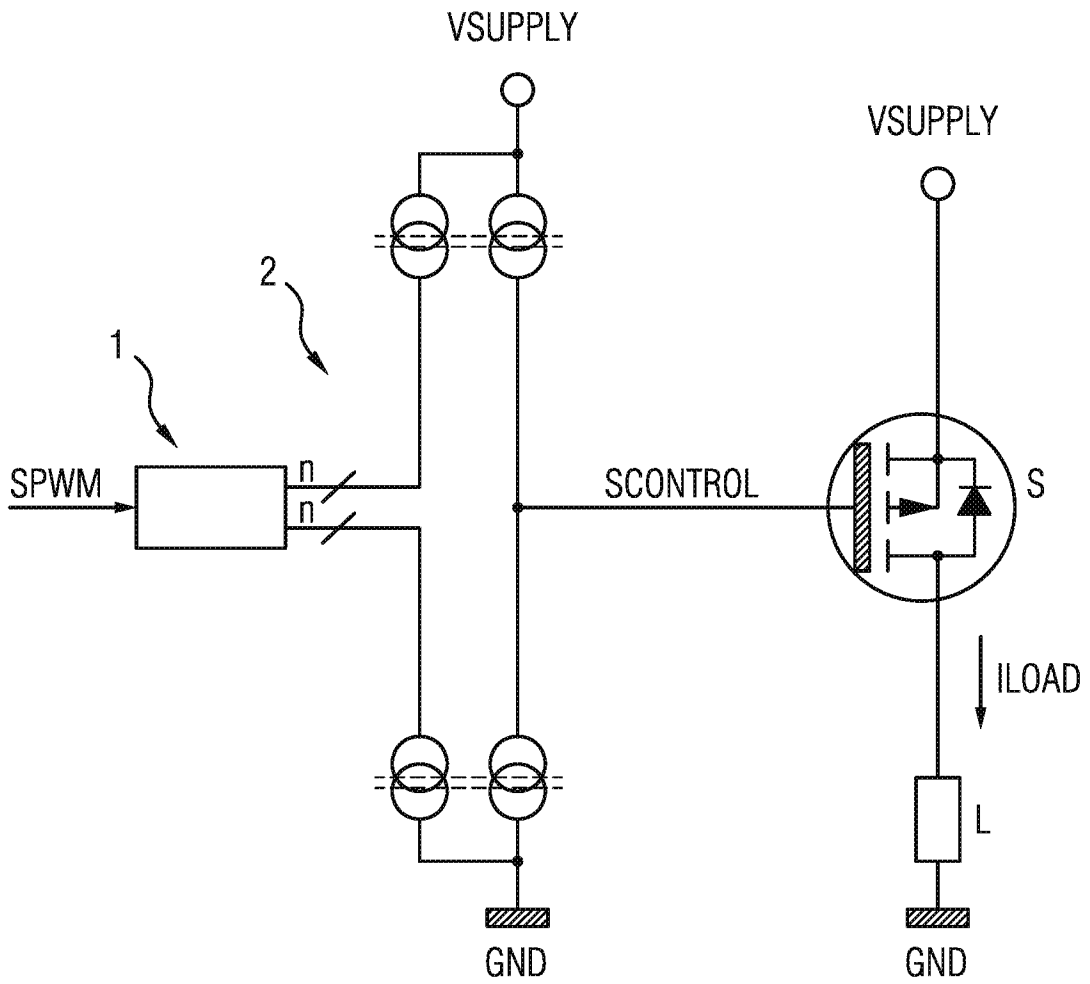 VSUPPLY
VSUPPLY
2
1
SPWM
n
n
SCONTROL
S
ILOAD
L
GND
GND